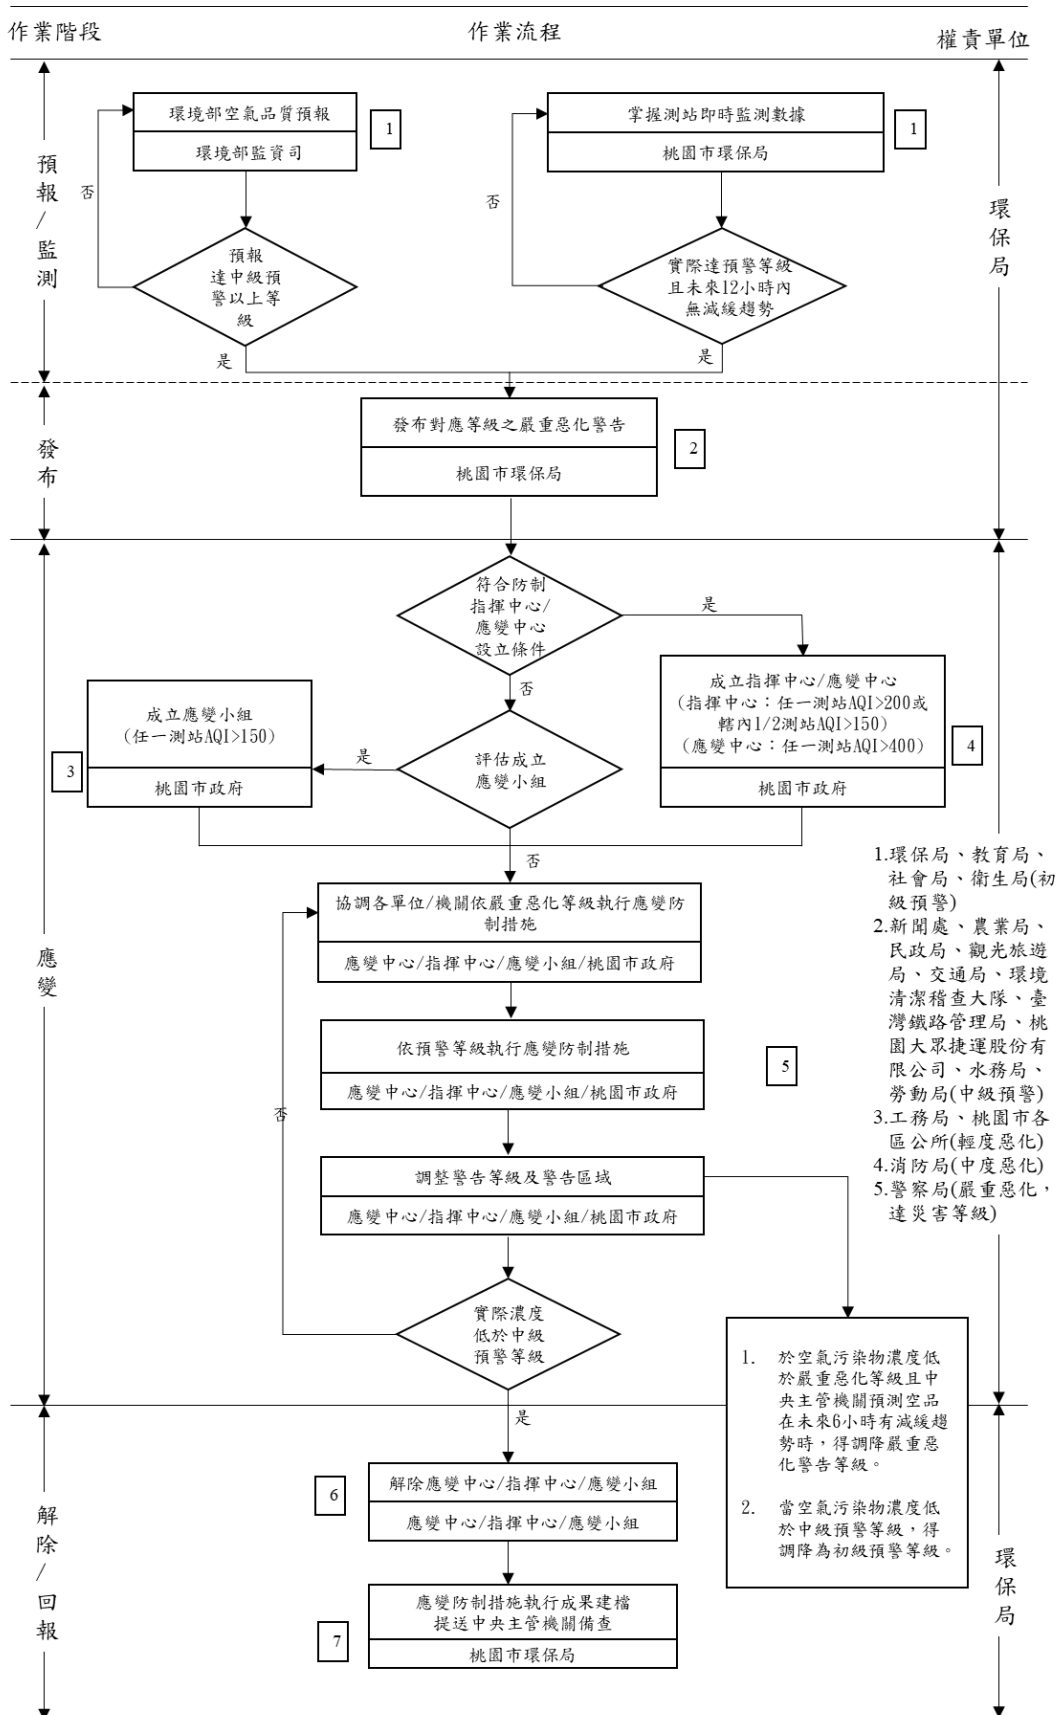 作業階段
作業流程
權責單位
預報/監測
環境部空氣品質預報
環境部監資司
1
否
預報
達中級預
警以上等
級
是
掌握測站即時監測數據
桃園市環保局
1
否
實際達預警等級
且未來12小時內
無減緩趨勢
是
環保局
發布
發布對應等級之嚴重惡化警告
桃園市環保局
2
應變
符合防制
指揮中心/
應變中心
設立條件
是
否
成立指揮中心/應變中心
(指揮中心：任一測站AQI>200或
轄內1/2測站AQI>150)
(應變中心：任一測站AQI>400)
桃園市政府
4
成立應變小組
(任一測站AQI>150)
桃園市政府
3
是
評估成立
應變小組
否
協調各單位/機關依嚴重惡化等級執行應變防
制措施
應變中心/指揮中心/應變小組/桃園市政府
依預警等級執行應變防制措施
應變中心/指揮中心/應變小組/桃園市政府
5
否
調整警告等級及警告區域
應變中心/指揮中心/應變小組/桃園市政府
實際濃度
低於中級
預警等級
是
1.環保局、教育局、
社會局、衛生局(初
級預警)
2.新聞處、農業局、
民政局、觀光旅遊
局、交通局、環境
清潔稽查大隊、臺
灣鐵路管理局、桃
園大眾捷運股份有
限公司、水務局、
勞動局(中級預警)
3.工務局、桃園市各
區公所(輕度惡化)
4.消防局(中度惡化)
5.警察局(嚴重惡化，
達災害等級)
1. 於空氣污染物濃度低
於嚴重惡化等級且中
央主管機關預測空品
在未來6小時有減緩趨
勢時，得調降嚴重惡
化警告等級。
2. 當空氣污染物濃度低
於中級預警等級，得
調降為初級預警等級。
解除/回報
6
解除應變中心/指揮中心/應變小組
應變中心/指揮中心/應變小組
7
應變防制措施執行成果建檔
提送中央主管機關備查
桃園市環保局
環保局